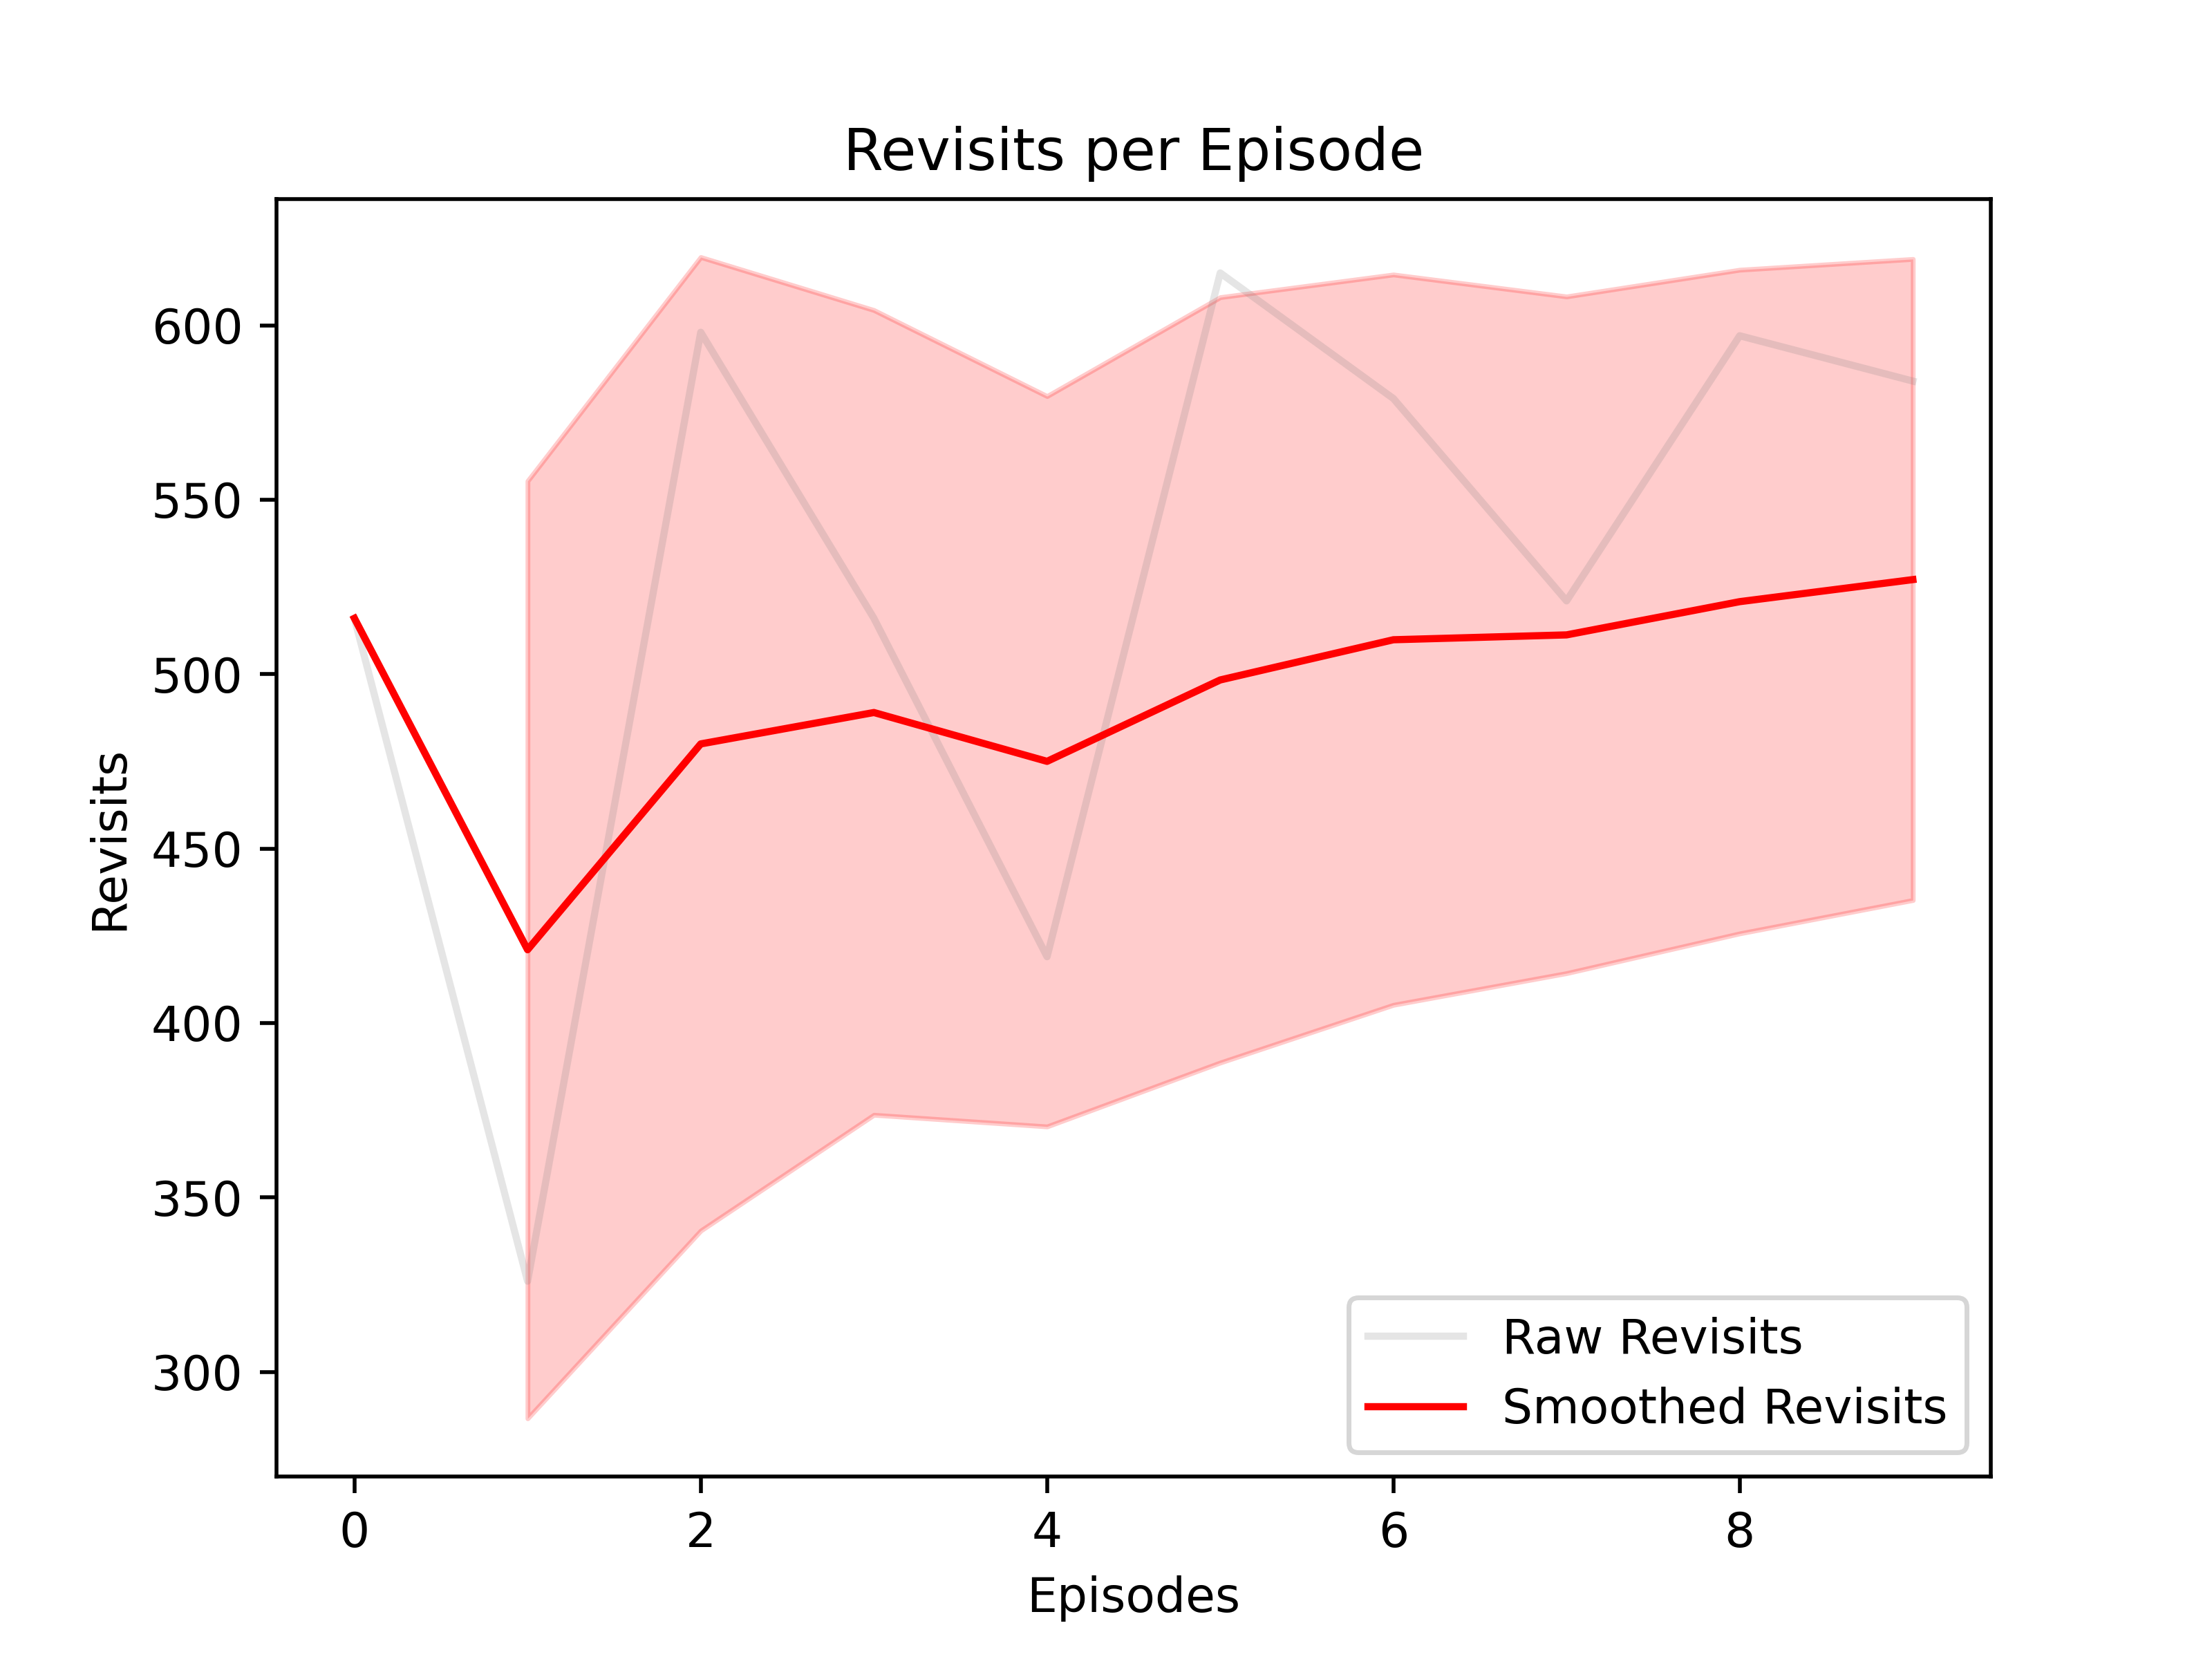 Revisits per Episode
600
550
500
450
400
350
300
Revisits
0 2 4 6 8
Episodes
Raw Revisits
Smoothed Revisits